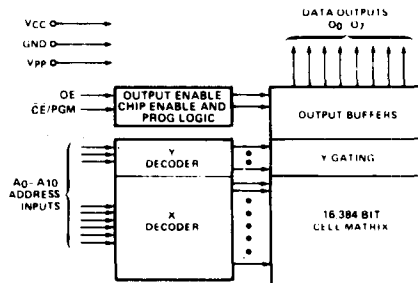 VCC
GND
VPP
DATA OUTPUTS
O0 O7
OE
CE/PGM
OUTPUT ENABLE
CHIP ENABLE AND
PROG LOGIC
OUTPUT BUFFERS
A0–A10
ADDRESS
INPUTS
Y
DECODER
Y GATING
X
DECODER
16,384 BIT
CELL MATRIX